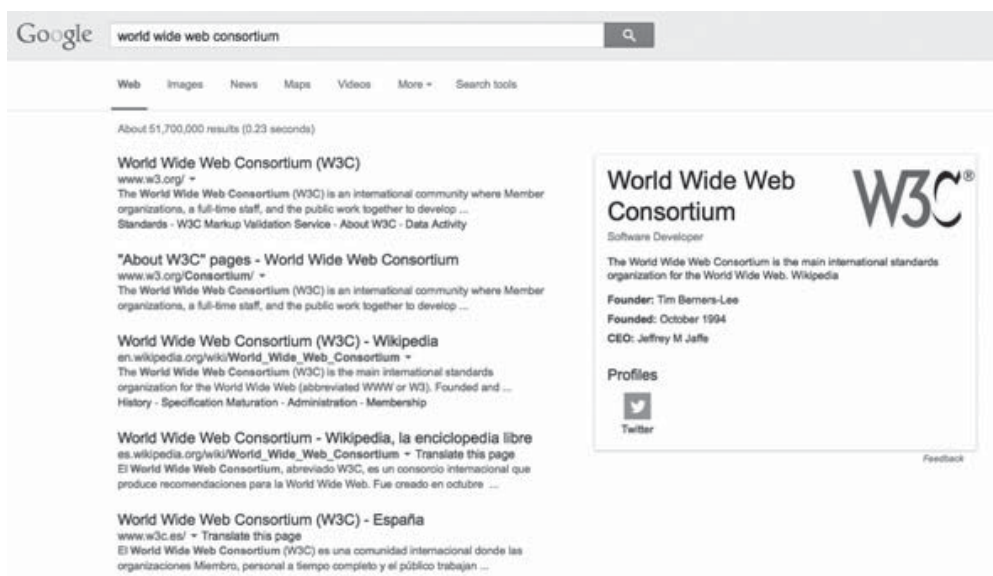 Google world wide web consortium
Web Images News Maps Videos More Search tools
About 51,700,000 results (0.23 seconds)
World Wide Web Consortium (W3C)
www.w3.org/
The World Wide Web Consortium (W3C) is an international community where Member
organizations, a full-time staff, and the public work together to develop ...
Standards - W3C Markup Validation Service - About W3C - Data Activity
"About W3C" pages - World Wide Web Consortium
www.w3.org/Consortium/
The World Wide Web Consortium (W3C) is an international community where Member
organizations, a full-time staff, and the public work together to develop ...
World Wide Web Consortium (W3C) - Wikipedia
en.wikipedia.org/wiki/World_Wide_Web_Consortium
The World Wide Web Consortium (W3C) is the main international standards
organization for the World Wide Web (abbreviated WWW or W3). Founded and ...
History - Specification Maturation - Administration - Membership
World Wide Web Consortium - Wikipedia, la enciclopedia libre
es.wikipedia.org/wiki/World_Wide_Web_Consortium Translate this page
El World Wide Web Consortium, abreviado W3C, es un consorcio internacional que
produce recomendaciones para la World Wide Web. Fue creado en octubre ...
World Wide Web Consortium (W3C) - España
www.w3c.es/ Translate this page
El World Wide Web Consortium (W3C) es una comunidad internacional donde las
organizaciones Miembro, personal a tiempo completo y el público trabajan ...
World Wide Web
Consortium
W3C®
Software Developer
The World Wide Web Consortium is the main international standards
organization for the World Wide Web. Wikipedia
Founder: Tim Berners-Lee
Founded: October 1994
CEO: Jeffrey M Jaffe
Profiles
Twitter
Feedback